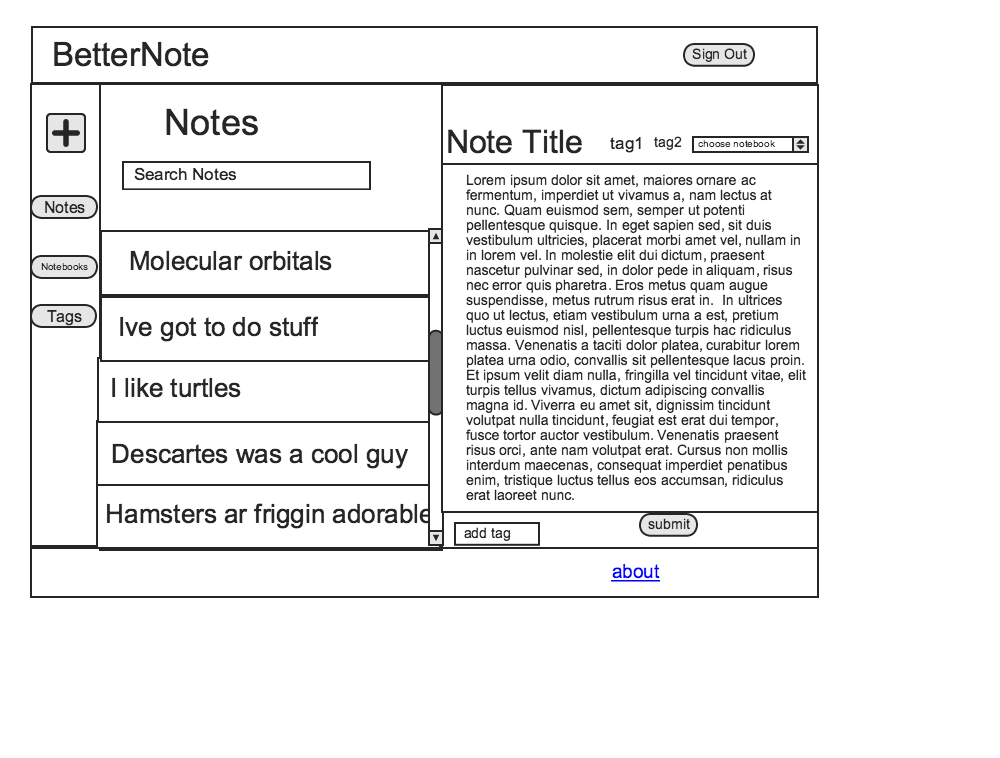 BetterNote
Sign Out
Notes
Notebooks
Tags
Notes
Search Notes
Molecular orbitals
Ive got to do stuff
I like turtles
Descartes was a cool guy
Hamsters ar friggin adorable
Note Title
tag1
tag2
choose notebook
Lorem ipsum dolor sit amet, maiores ornare ac
fermentum, imperdiet ut vivamus a, nam lectus at
nunc. Quam euismod sem, semper ut potenti
pellentesque quisque. In eget sapien sed, sit duis
vestibulum ultricies, placerat morbi amet vel, nullam in
in lorem vel. In molestie elit dui dictum, praesent
nascetur pulvinar sed, in dolor pede in aliquam, risus
nec error quis pharetra. Eros metus quam augue
suspendisse, metus rutrum risus erat in.  In ultrices
quo ut lectus, etiam vestibulum urna a est, pretium
luctus euismod nisl, pellentesque turpis hac ridiculus
massa. Venenatis a taciti dolor platea, curabitur lorem
platea urna odio, convallis sit pellentesque lacus proin.
Et ipsum velit diam nulla, fringilla vel tincidunt vitae, elit
turpis tellus vivamus, dictum adipiscing convallis
magna id. Viverra eu amet sit, dignissim tincidunt
volutpat nulla tincidunt, feugiat est erat dui tempor,
fusce tortor auctor vestibulum. Venenatis praesent
risus orci, ante nam volutpat erat. Cursus non mollis
interdum maecenas, consequat imperdiet penatibus
enim, tristique luctus tellus eos accumsan, ridiculus
erat laoreet nunc.
add tag
submit
about